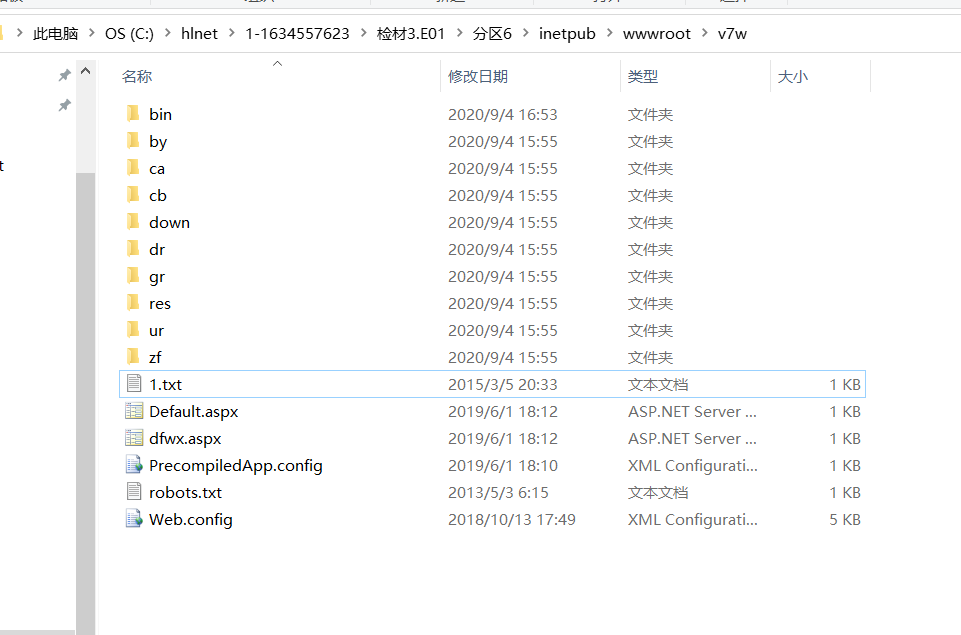 此电脑 > OS (C:) > hlnet > 1-1634557623 > 检材3.E01 > 分区6 > inetpub > wwwroot > v7w
名称 修改日期 类型 大小
bin 2020/9/4 16:53 文件夹
by 2020/9/4 15:55 文件夹
ca 2020/9/4 15:55 文件夹
cb 2020/9/4 15:55 文件夹
down 2020/9/4 15:55 文件夹
dr 2020/9/4 15:55 文件夹
gr 2020/9/4 15:55 文件夹
res 2020/9/4 15:55 文件夹
ur 2020/9/4 15:55 文件夹
zf 2020/9/4 15:55 文件夹
1.txt 2015/3/5 20:33 文本文档 1 KB
Default.aspx 2019/6/1 18:12 ASP.NET Server ... 1 KB
dfwx.aspx 2019/6/1 18:12 ASP.NET Server ... 1 KB
PrecompiledApp.config 2019/6/1 18:10 XML Configurati... 1 KB
robots.txt 2013/5/3 6:15 文本文档 1 KB
Web.config 2018/10/13 17:49 XML Configurati... 5 KB